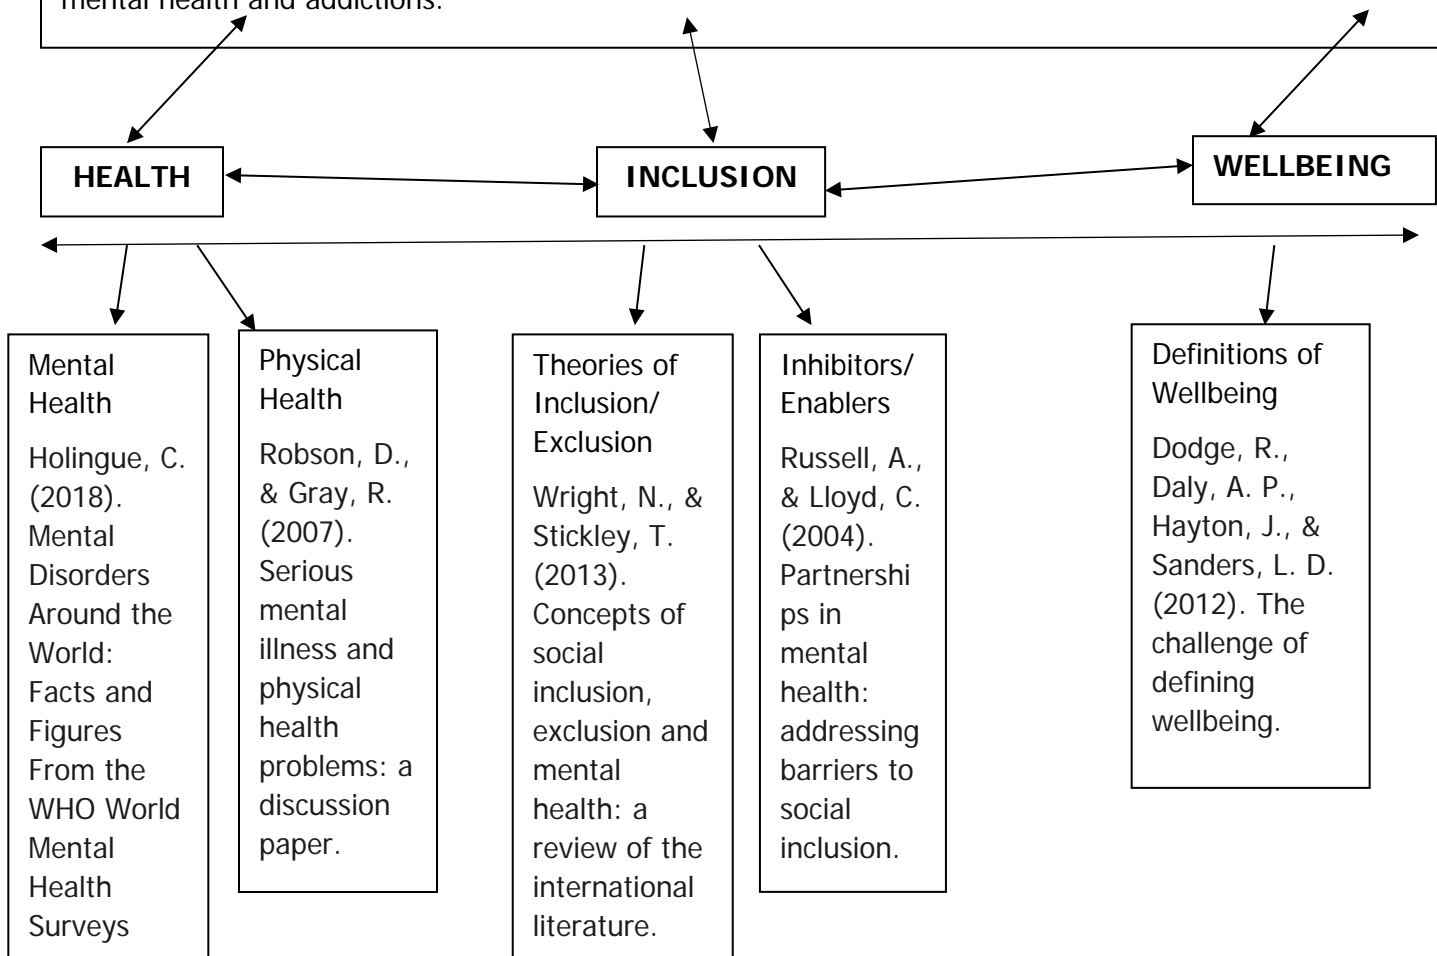 mental health and addictions.
HEALTH
INCLUSION
WELLBEING
Mental
Health
Holingue, C.
(2018).
Mental
Disorders
Around the
World:
Facts and
Figures
From the
WHO World
Mental
Health
Surveys
Physical
Health
Robson, D.,
& Gray, R.
(2007).
Serious
mental
illness and
physical
health
problems: a
discussion
paper.
Theories of
Inclusion/
Exclusion
Wright, N., &
Stickley, T.
(2013).
Concepts of
social
inclusion,
exclusion and
mental
health: a
review of the
international
literature.
Inhibitors/
Enablers
Russell, A.,
& Lloyd, C.
(2004).
Partnershi
ps in
mental
health:
addressing
barriers to
social
inclusion.
Definitions of
Wellbeing
Dodge, R.,
Daly, A. P.,
Hayton, J., &
Sanders, L. D.
(2012). The
challenge of
defining
wellbeing.